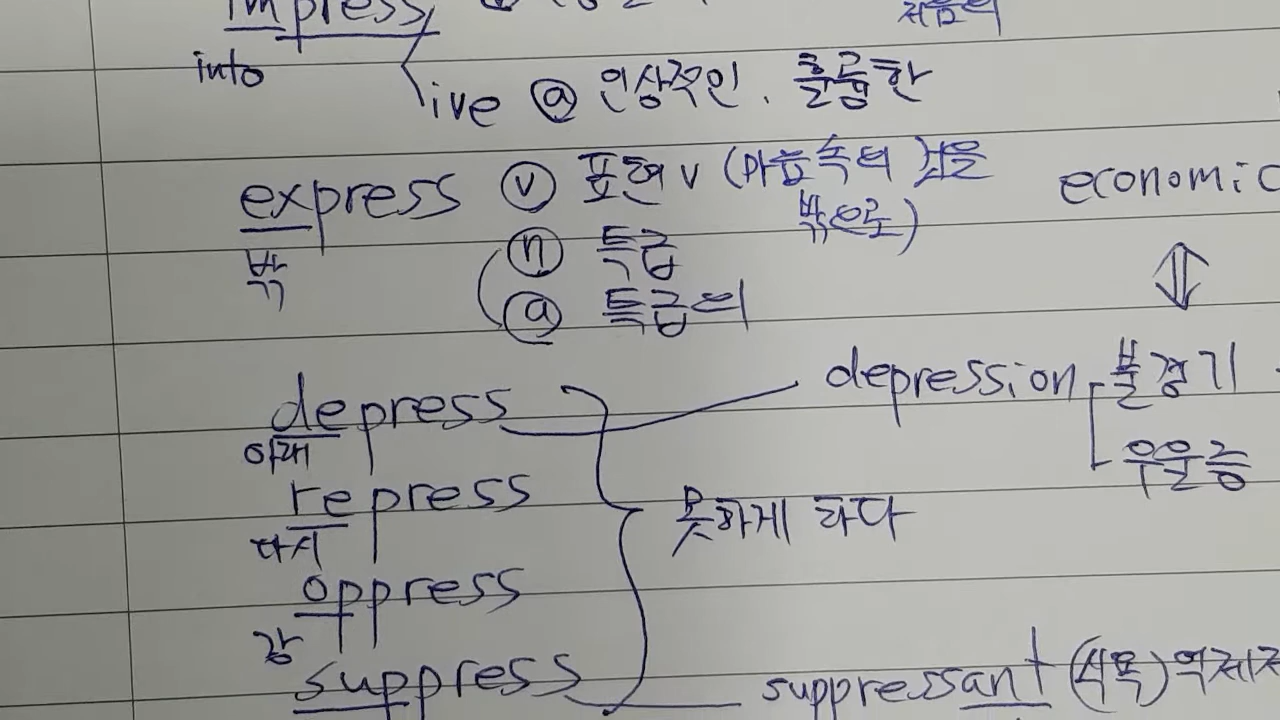 impress
into
ive ⓐ 인상적인. 훌륭한
express ⓥ 표현 v (마음속의 것을 밖으로)
밖
ⓝ 특급
ⓐ 특급의
economic
depress
아래
depression 불경기
우울증
repress
다시
못하게 하다
oppress
강
suppress
suppressant (식욕) 억제제